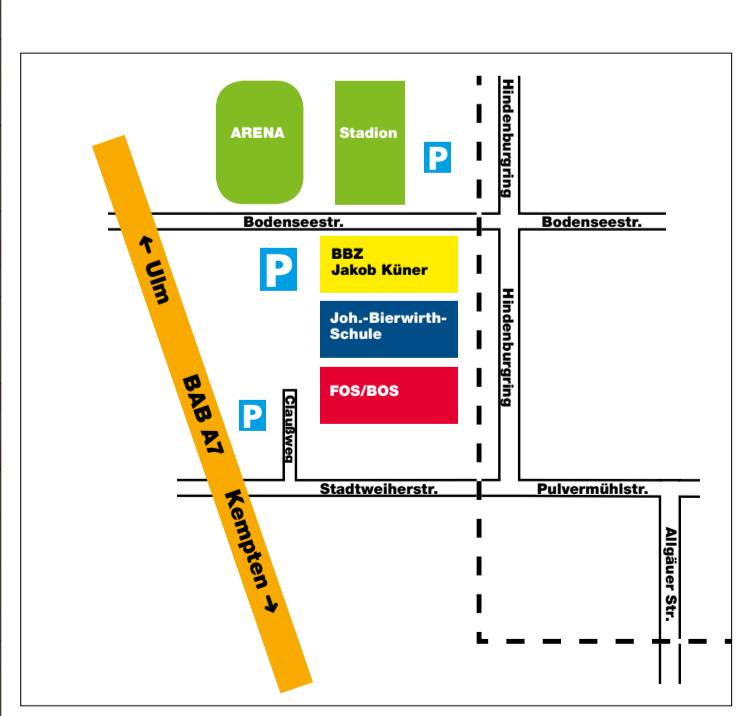 Hindenburgring
ARENA
Stadion
P
Bodenseestr.
Bodenseestr.
← Ulm
P
BBZ
Jakob Küner
Joh.-Bierwirth-
Schule
Hindenburgring
BAB A7
P
Claußweg
FOS/BOS
Stadtweiherstr.
Pulvermühlstr.
Kempten →
Allgäuer Str.